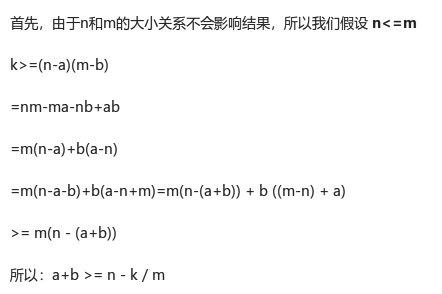 首先，由于n和m的大小关系不会影响结果，所以我们假设 n<=m
k>=(n-a)(m-b)
=nm-ma-nb+ab
=m(n-a)+b(a-n)
=m(n-a-b)+b(a-n+m)=m(n-(a+b)) + b ((m-n) + a)
>= m(n - (a+b))
所以：a+b >= n - k / m